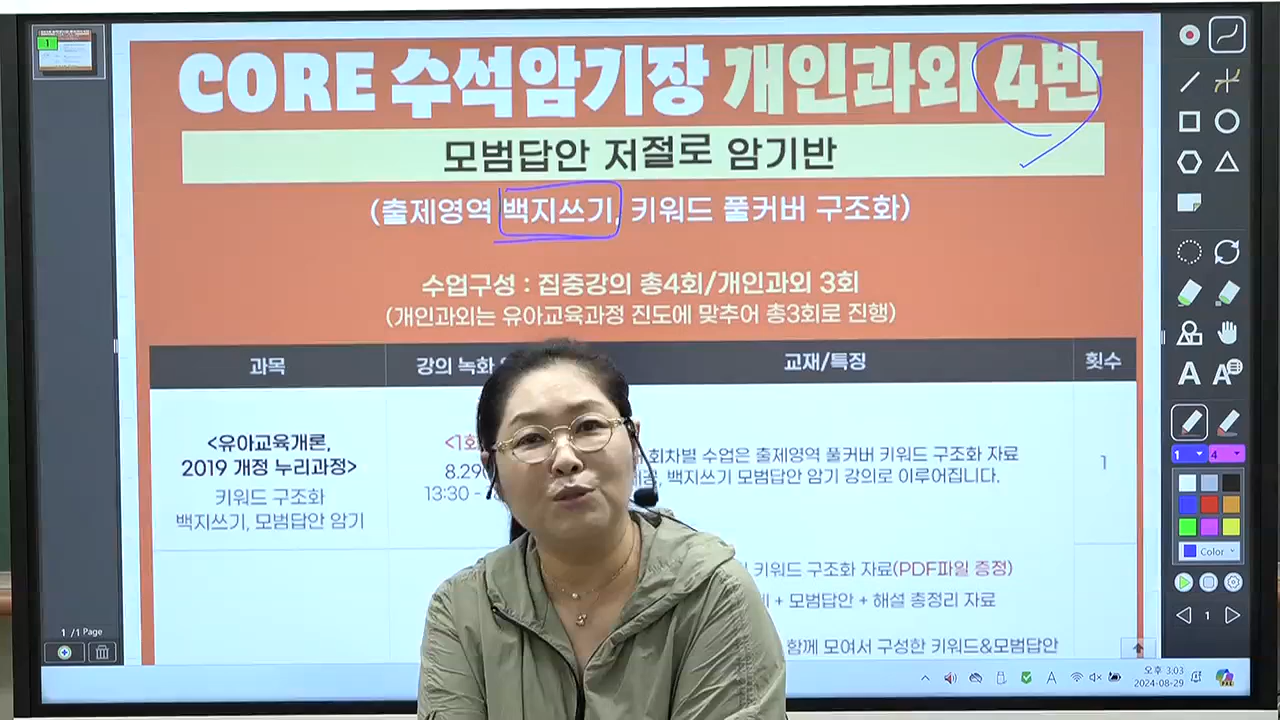 CORE 수석암기장 개인과외 4반
모범답안 저절로 암기반
(출제영역 백지쓰기, 키워드 풀커버 구조화)
수업구성 : 집중강의 총4회/개인과외 3회
(개인과외는 유아교육과정 진도에 맞추어 총3회로 진행)
과목 강의 녹화 교재/특징 횟수
<유아교육개론,
2019 개정 누리과정>
키워드 구조화
백지쓰기, 모범답안 암기
<1회
8.29
13:30 -
회차별 수업은 출제영역 풀커버 키워드 구조화 자료
백지쓰기 모범답안 암기 강의로 이루어집니다.
1
키워드 구조화 자료(PDF파일 증정)
+ 모범답안 + 해설 총정리 자료
함께 모여서 구성한 키워드&모범답안
1
1 /1 Page
A A
1 4
Color
1
A
오후 3:03
2024-08-29